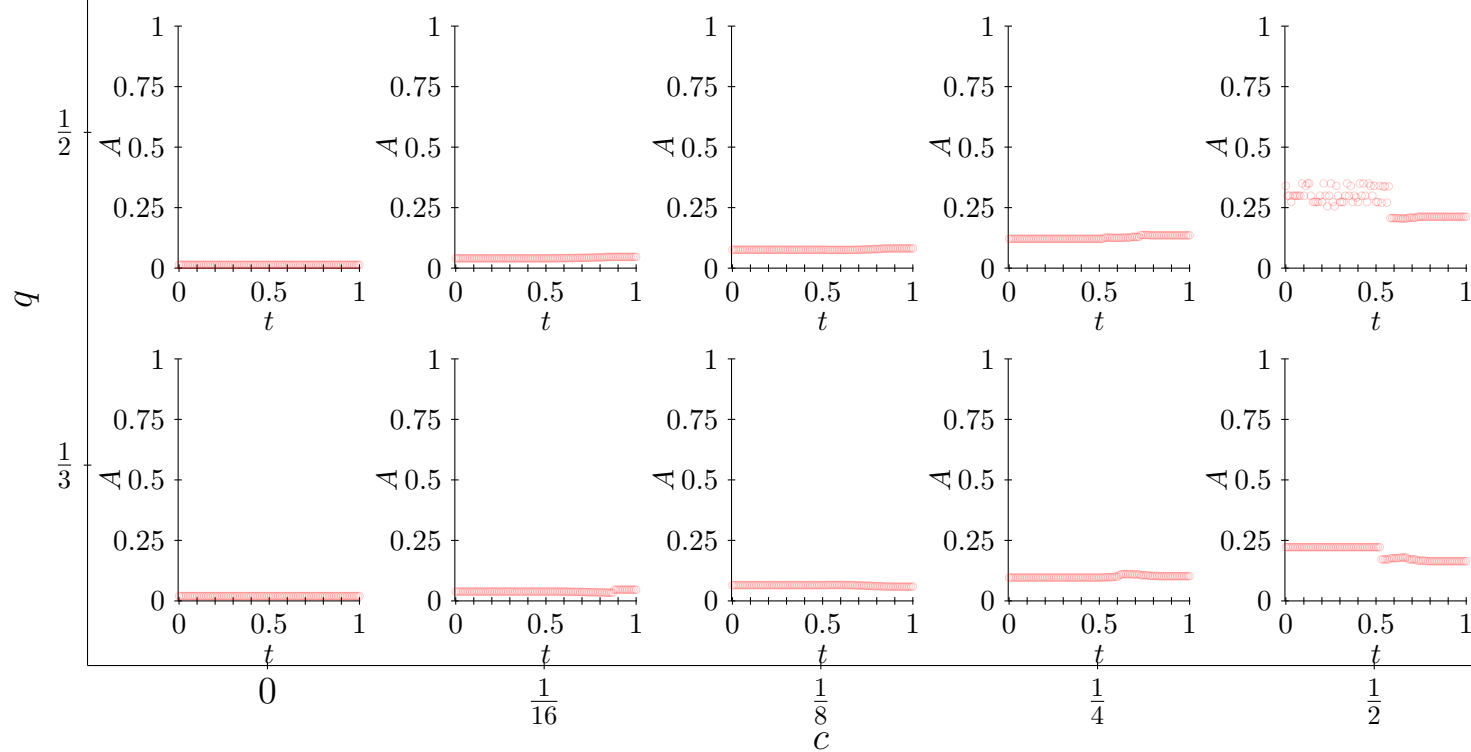 1 1 1 1 1
0.75 0.75 0.75 0.75 0.75
1/2 A 0.5 A 0.5 A 0.5 A 0.5 A 0.5
0.25 0.25 0.25 0.25 0.25
0 0 0 0 0
0 0.5 1 0 0.5 1 0 0.5 1 0 0.5 1 0 0.5 1
q t t t t t
1 1 1 1 1
0.75 0.75 0.75 0.75 0.75
1/3 A 0.5 A 0.5 A 0.5 A 0.5 A 0.5
0.25 0.25 0.25 0.25 0.25
0 0 0 0 0
0 0.5 1 0 0.5 1 0 0.5 1 0 0.5 1 0 0.5 1
t t t t t
0 1/16 1/8 1/4 1/2
c